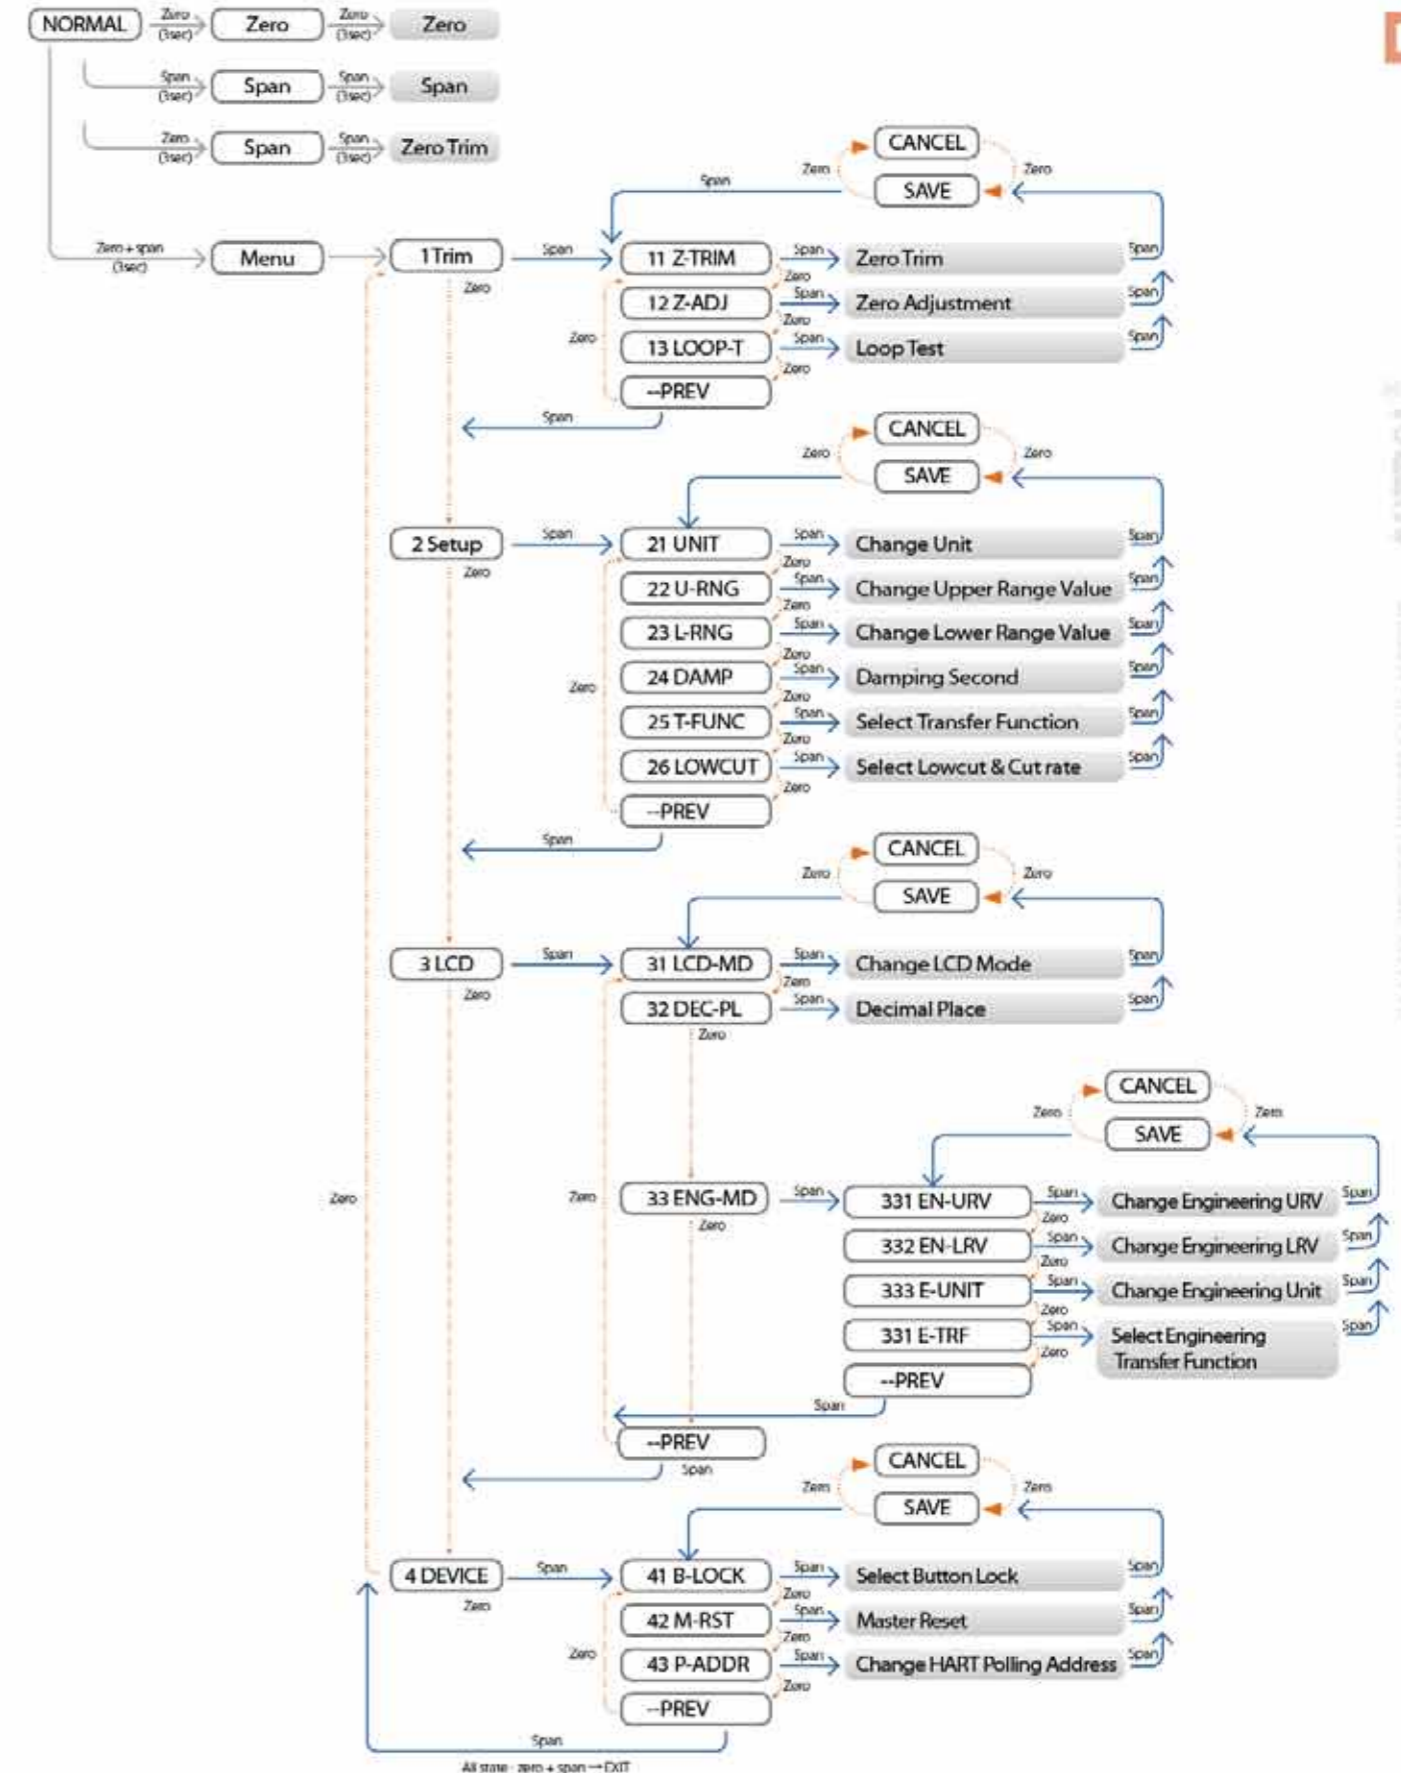 NORMAL Zero (3sec) Zero Zero (3sec) Zero
Span (3sec) Span Span (3sec) Span
Zero (3sec) Span Span (3sec) Zero Trim
CANCEL
Zero Zero
Span SAVE
Zero + span (3sec) Menu 1 Trim Span 11 Z-TRIM Span Zero Trim Span
Zero Zero
12 Z-ADJ Span Zero Adjustment Span
Zero
Zero 13 LOOP-T Span Loop Test Span
Zero
--PREV
Span
CANCEL
Zero Zero
SAVE
2 Setup Span 21 UNIT Span Change Unit Span
Zero Zero
22 U-RNG Span Change Upper Range Value Span
Zero
23 L-RNG Span Change Lower Range Value Span
Zero
Zero 24 DAMP Span Damping Second Span
Zero
25 T-FUNC Span Select Transfer Function Span
Zero
26 LOWCUT Span Select Lowcut & Cut rate Span
Zero
--PREV
Span
CANCEL
Zero Zero
SAVE
3 LCD Span 31 LCD-MD Span Change LCD Mode Span
Zero Zero
32 DEC-PL Span Decimal Place Span
Zero
CANCEL
Zero Zero
SAVE
Zero Zero 33 ENG-MD Span 331 EN-URV Span Change Engineering URV Span
Zero Zero
332 EN-LRV Span Change Engineering LRV Span
Zero
333 E-UNIT Span Change Engineering Unit Span
Zero
331 E-TRF Span Select Engineering Span
Transfer Function
Zero
--PREV
Span
--PREV
Span
CANCEL
Zero Zero
SAVE
4 DEVICE Span 41 B-LOCK Span Select Button Lock Span
Zero Zero
42 M-RST Span Master Reset Span
Zero
Zero 43 P-ADDR Span Change HART Polling Address Span
Zero
--PREV
Span
All state · zero + span → EXIT